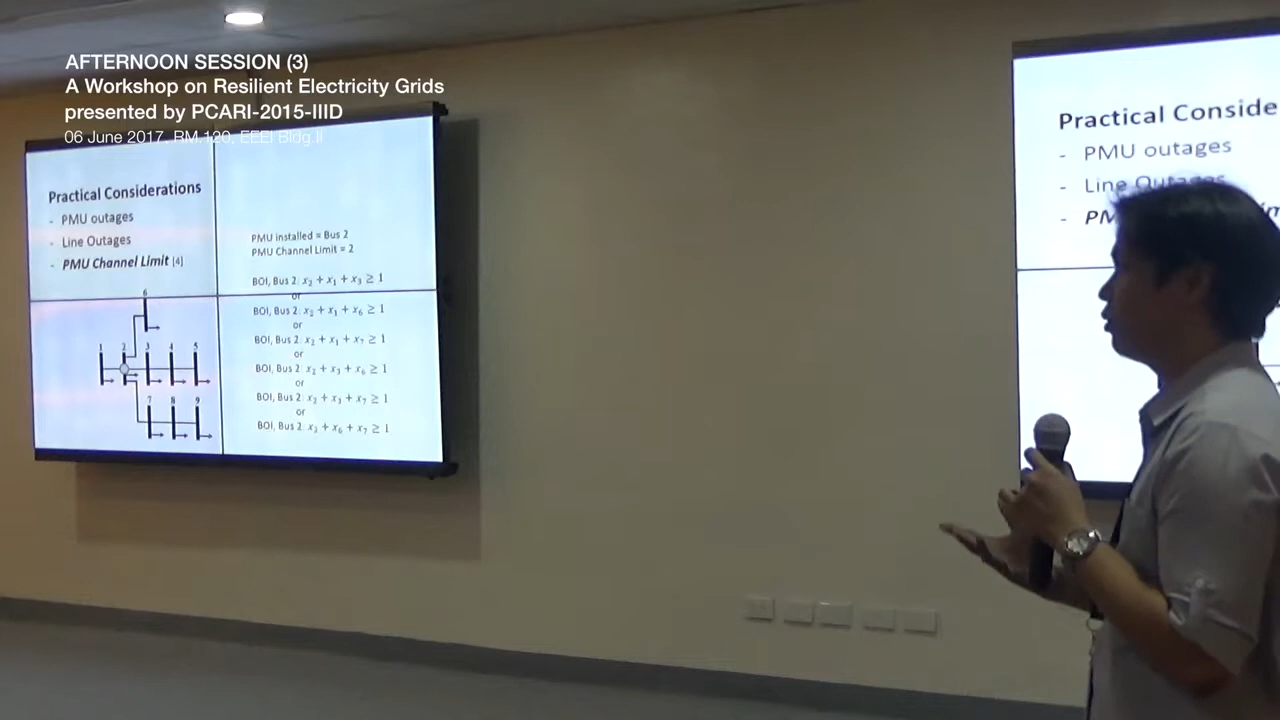 AFTERNOON SESSION (3)
A Workshop on Resilient Electricity Grids
presented by PCARI-2015-IIID
06 June 2017, RM.120, EEEI Bldg.II
Practical Considerations
- PMU outages
- Line Outages
- PMU Channel Limit [4]
6
1 2 3 4 5
7 8 9
PMU installed = Bus 2
PMU Channel Limit = 2
BOI, Bus 2: x₂ + x₁ + x₃ ≥ 1
or
BOI, Bus 2: x₂ + x₁ + x₆ ≥ 1
or
BOI, Bus 2: x₂ + x₁ + x₇ ≥ 1
or
BOI, Bus 2: x₂ + x₃ + x₆ ≥ 1
or
BOI, Bus 2: x₂ + x₃ + x₇ ≥ 1
or
BOI, Bus 2: x₂ + x₆ + x₇ ≥ 1
Practical Conside
- PMU outages
- Line Outages
- PM